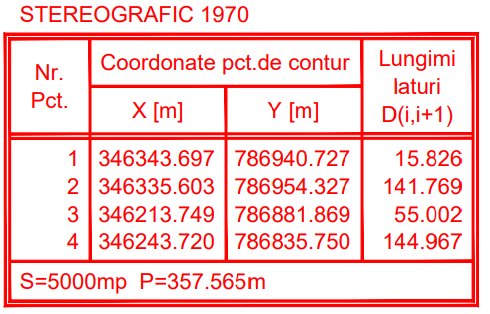 STEREOGRAFIC 1970
Nr. Pct. Coordonate pct.de contur Lungimi laturi D(i,i+1)
X [m] Y [m]
1 346343.697 786940.727 15.826
2 346335.603 786954.327 141.769
3 346213.749 786881.869 55.002
4 346243.720 786835.750 144.967
S=5000mp P=357.565m